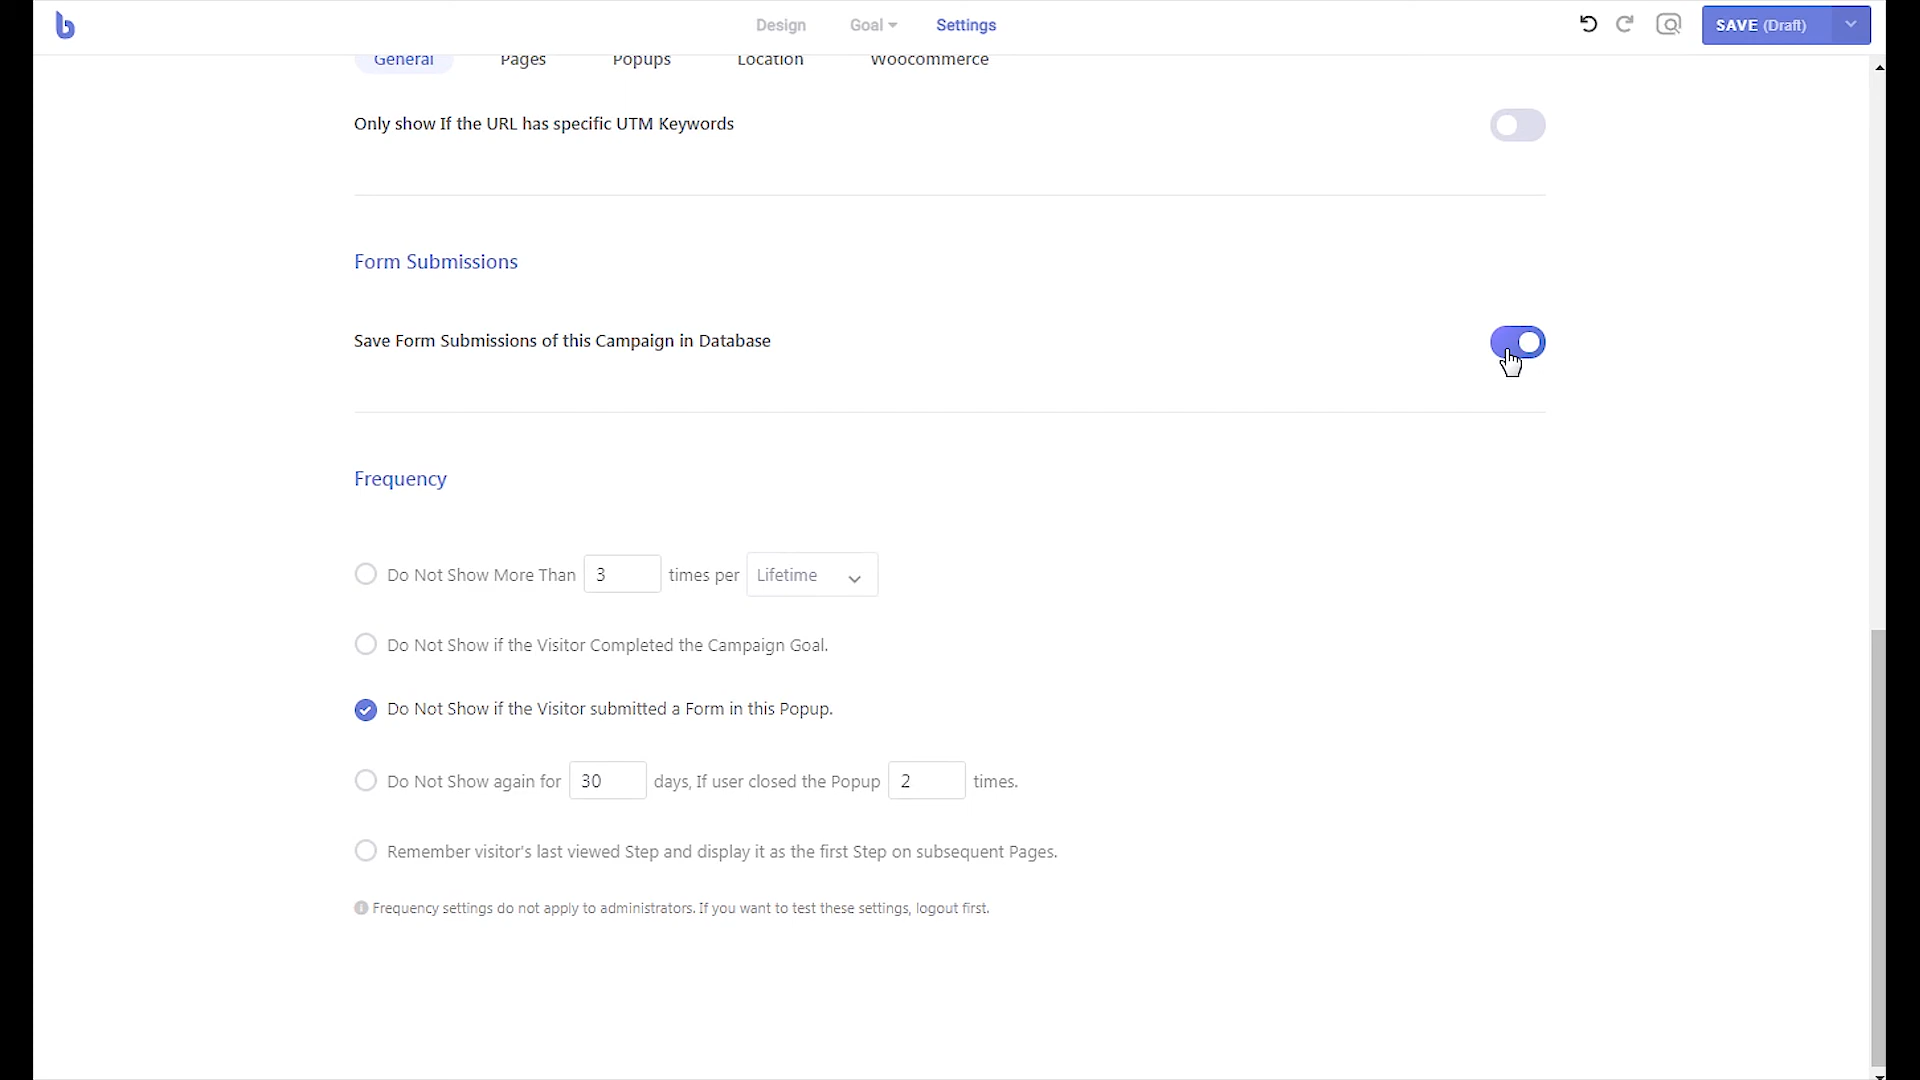 b
Design Goal Settings SAVE (Draft)
General Pages Popups Location Woocommerce
Only show If the URL has specific UTM Keywords
Form Submissions
Save Form Submissions of this Campaign in Database
Frequency
Do Not Show More Than 3 times per Lifetime
Do Not Show if the Visitor Completed the Campaign Goal.
Do Not Show if the Visitor submitted a Form in this Popup.
Do Not Show again for 30 days, If user closed the Popup 2 times.
Remember visitor's last viewed Step and display it as the first Step on subsequent Pages.
Frequency settings do not apply to administrators. If you want to test these settings, logout first.